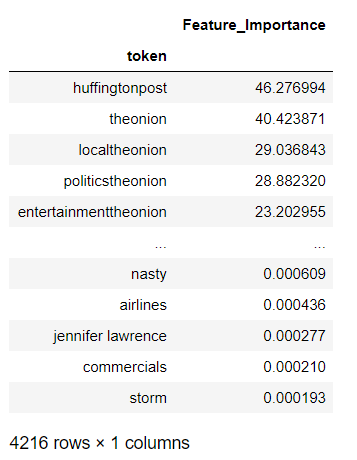 Feature_Importance
token
huffingtonpost 46.276994
theonion 40.423871
localtheonion 29.036843
politicstheonion 28.882320
entertainmenttheonion 23.202955
... ...
nasty 0.000609
airlines 0.000436
jennifer lawrence 0.000277
commercials 0.000210
storm 0.000193
4216 rows × 1 columns